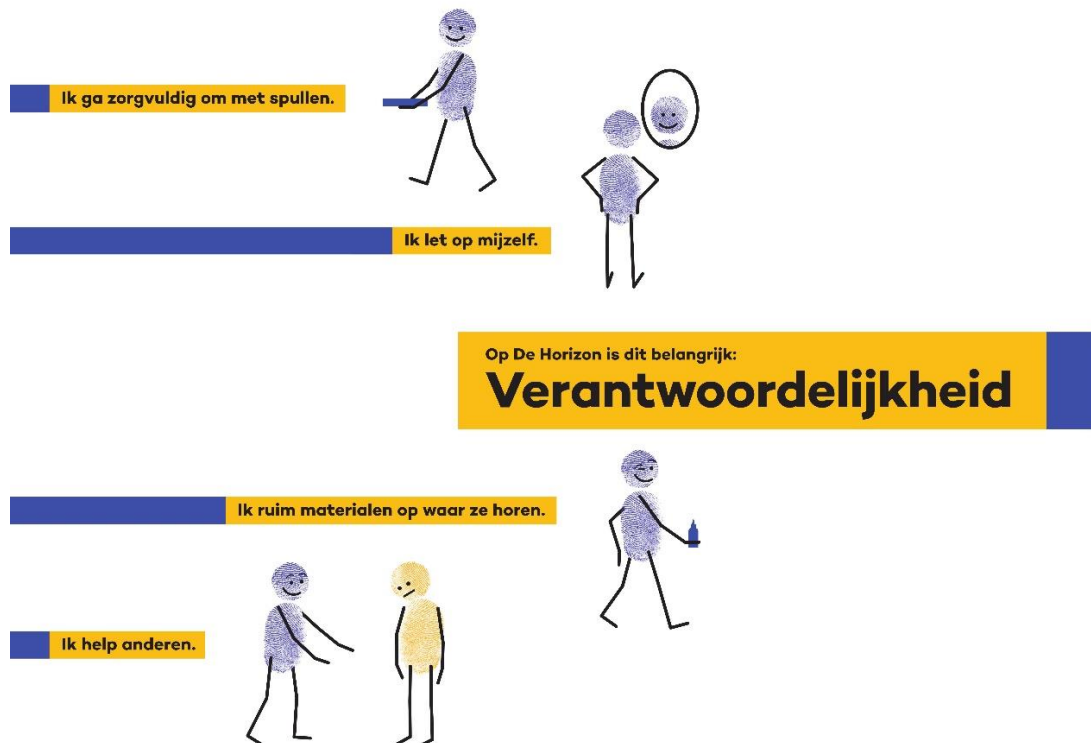 Ik ga zorgvuldig om met spullen.
Ik let op mijzelf.
Op De Horizon is dit belangrijk:
Verantwoordelijkheid
Ik ruim materialen op waar ze horen.
Ik help anderen.